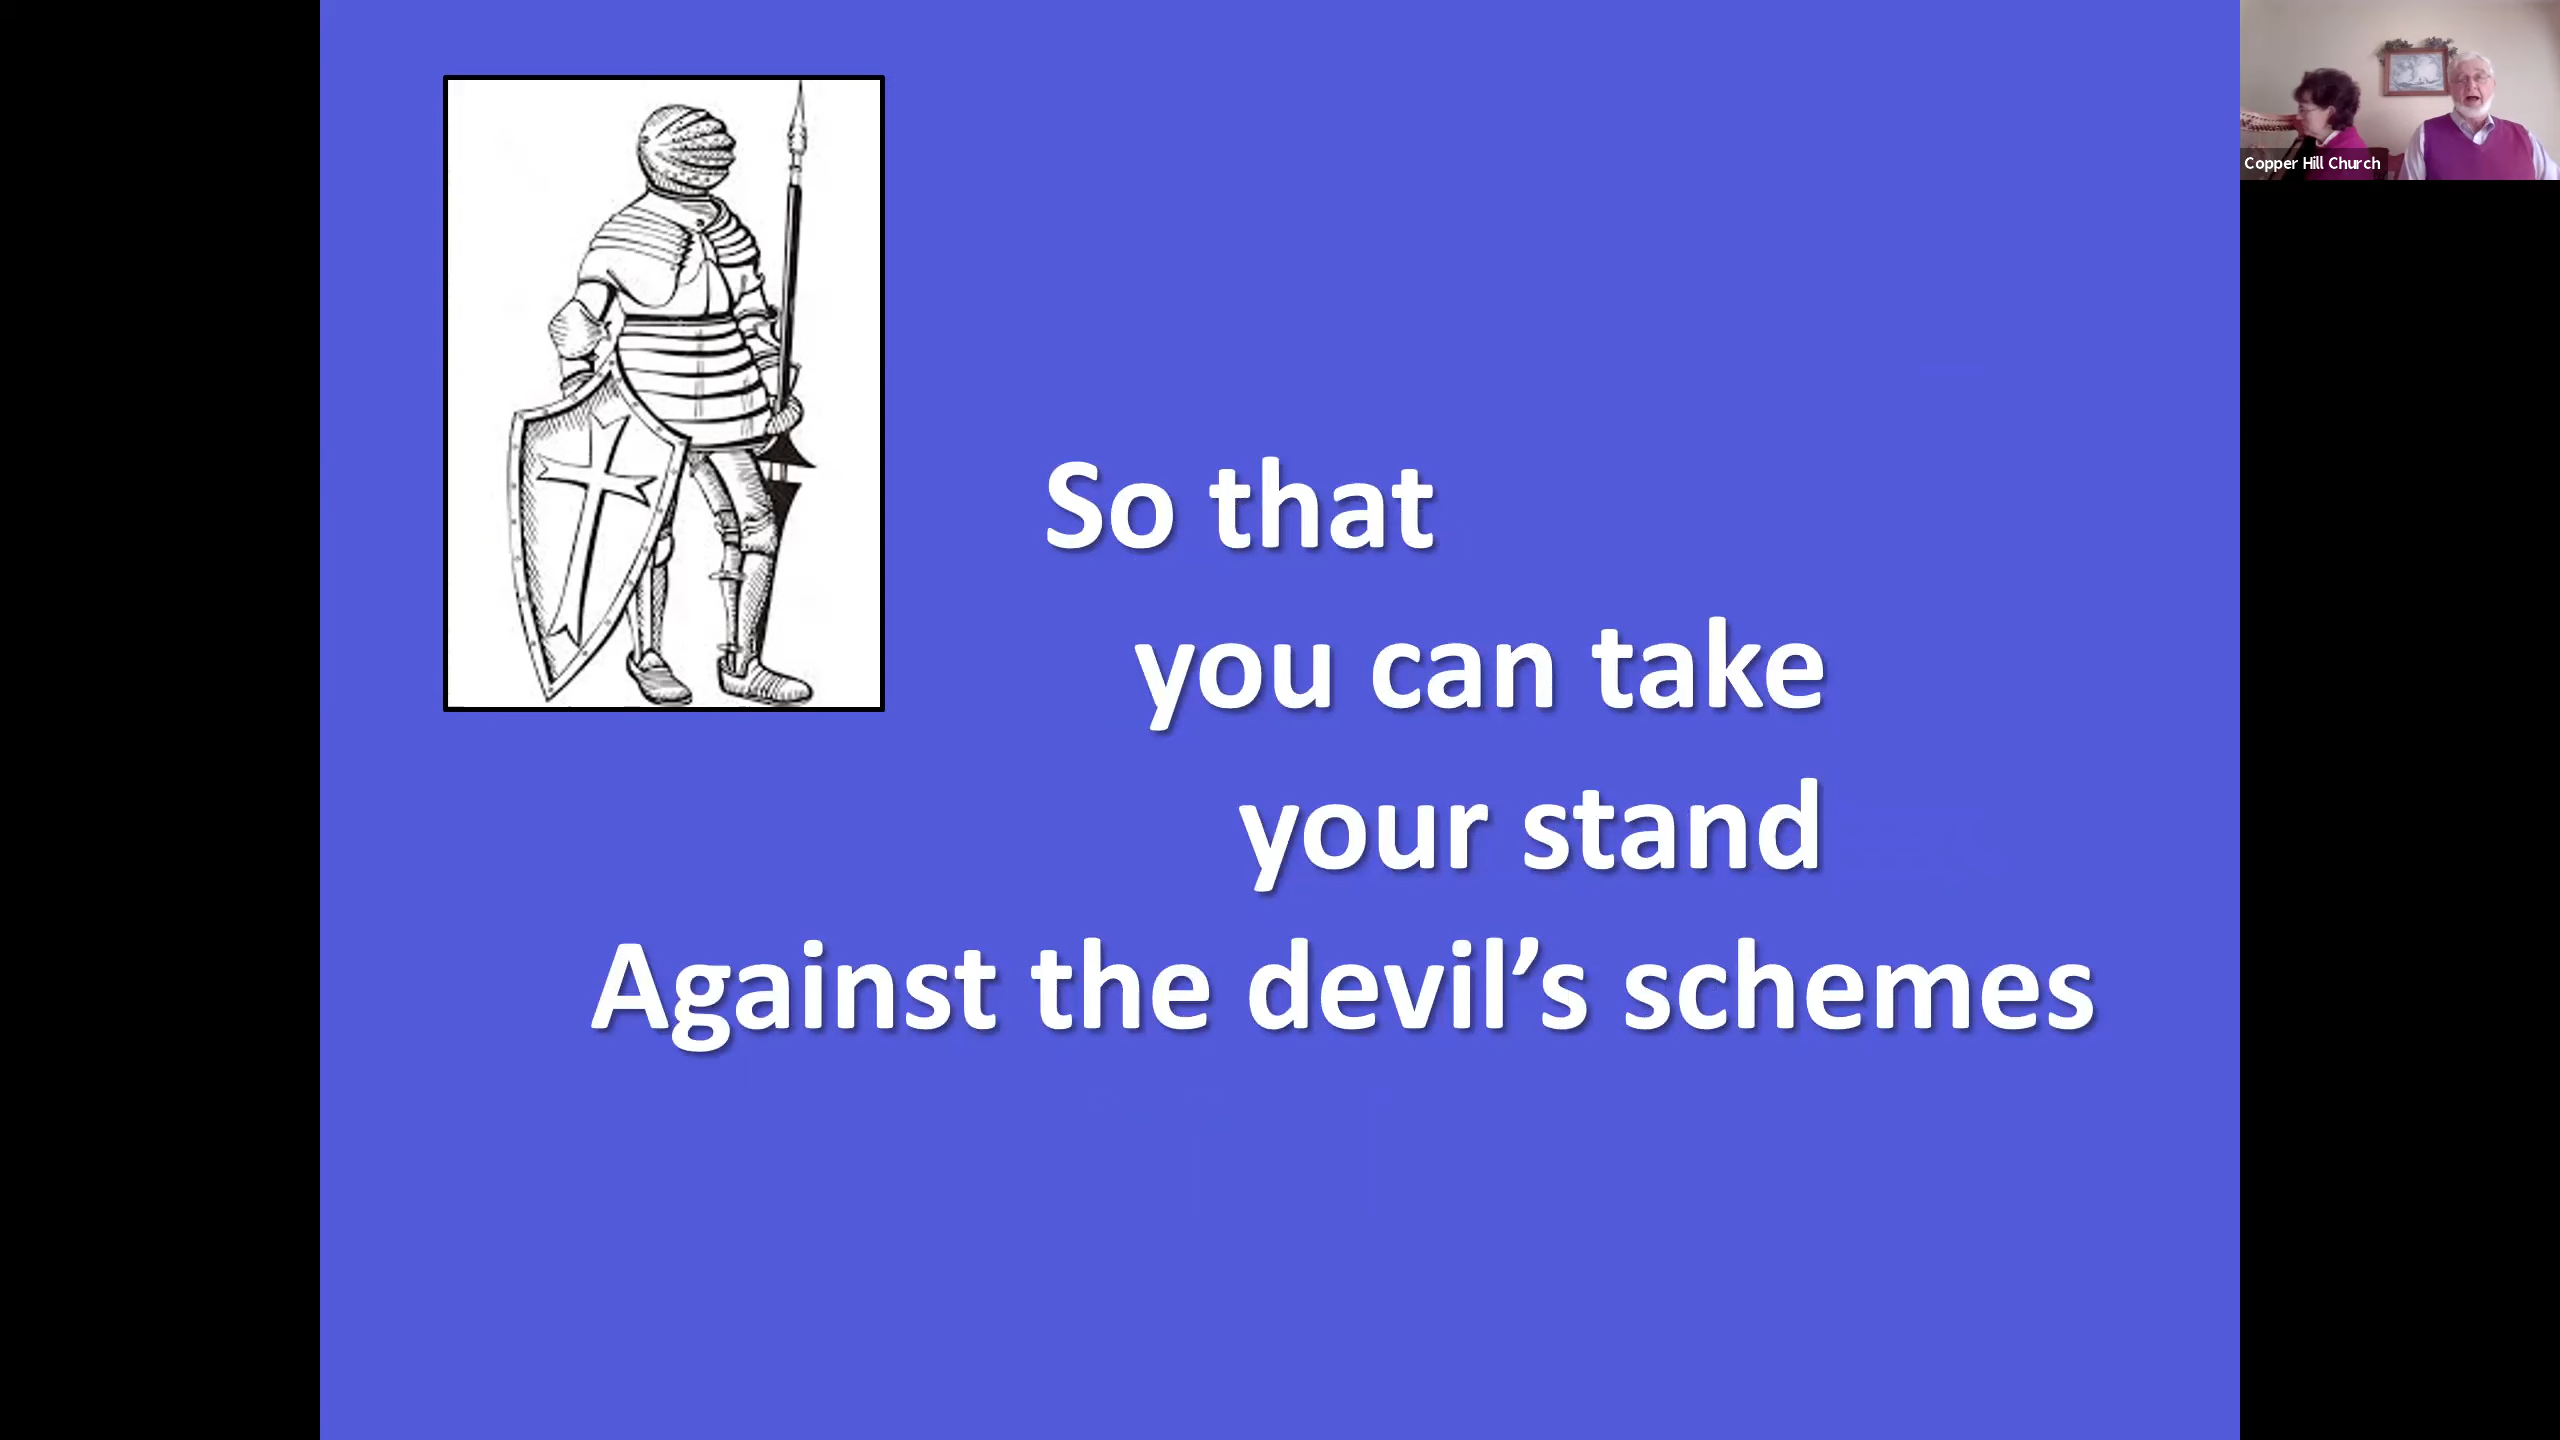 Copper Hill Church
So that
you can take
your stand
Against the devil’s schemes